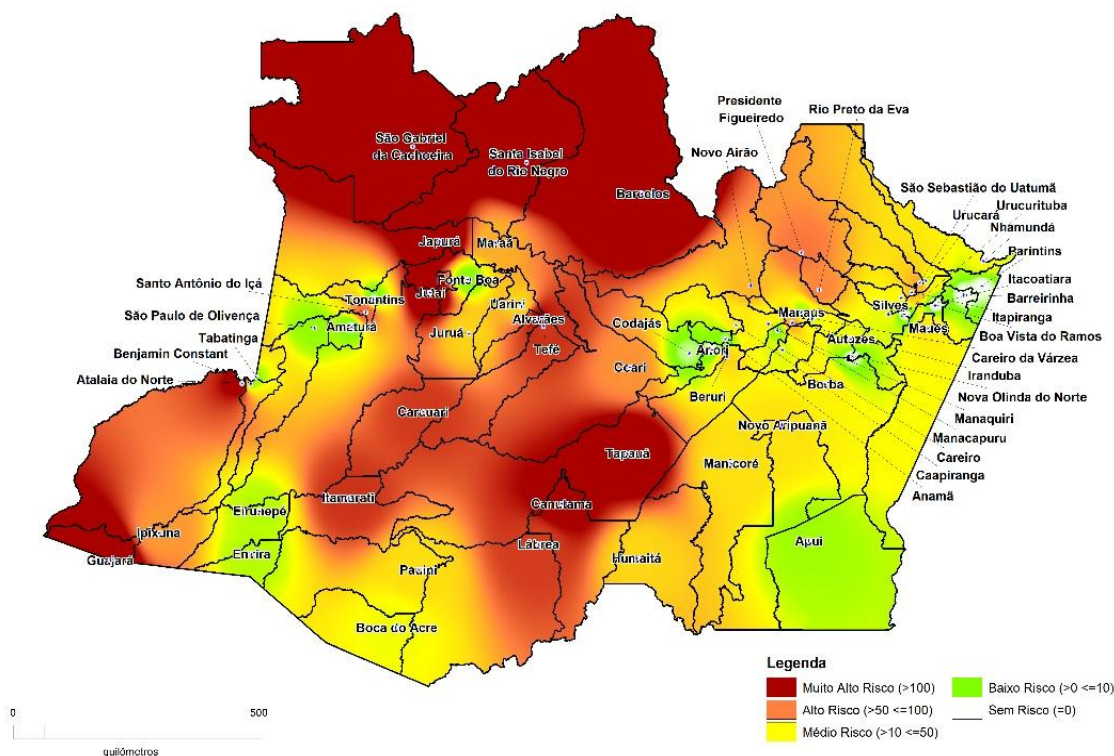 Presidente
Figueiredo
Rio Preto da Eva
Novo Airão
São Gabriel
da Cachoeira
Santa Isabel
do Rio Negro
Barcelos
São Sebastião do Uatumã
Urucurituba
Urucará
Nhamundá
Parintins
Japurá
Maraã
Santo Antônio do Içá
Fonte Boa
Itacoatiara
Tonantins
Jutaí
Uarini
Silves
Barreirinha
São Paulo de Olivença
Amaturá
Juruá
Alvarães
Codajás
Manaus
Maués
Itapiranga
Tabatinga
Tefé
Anori
Autazes
Boa Vista do Ramos
Benjamin Constant
Coari
Careiro da Várzea
Atalaia do Norte
Borba
Iranduba
Beruri
Nova Olinda do Norte
Carauari
Novo Aripuanã
Manaquiri
Tapauá
Manicoré
Manacapuru
Careiro
Itamarati
Canutama
Caapiranga
Eirunepé
Anamã
Ipixuna
Guajará
Envira
Lábrea
Humaitá
Apuí
Pauini
Boca do Acre
Legenda
Muito Alto Risco (>100)
Baixo Risco (>0 <=10)
Alto Risco (>50 <=100)
Sem Risco (=0)
Médio Risco (>10 <=50)
0 500
quilômetros